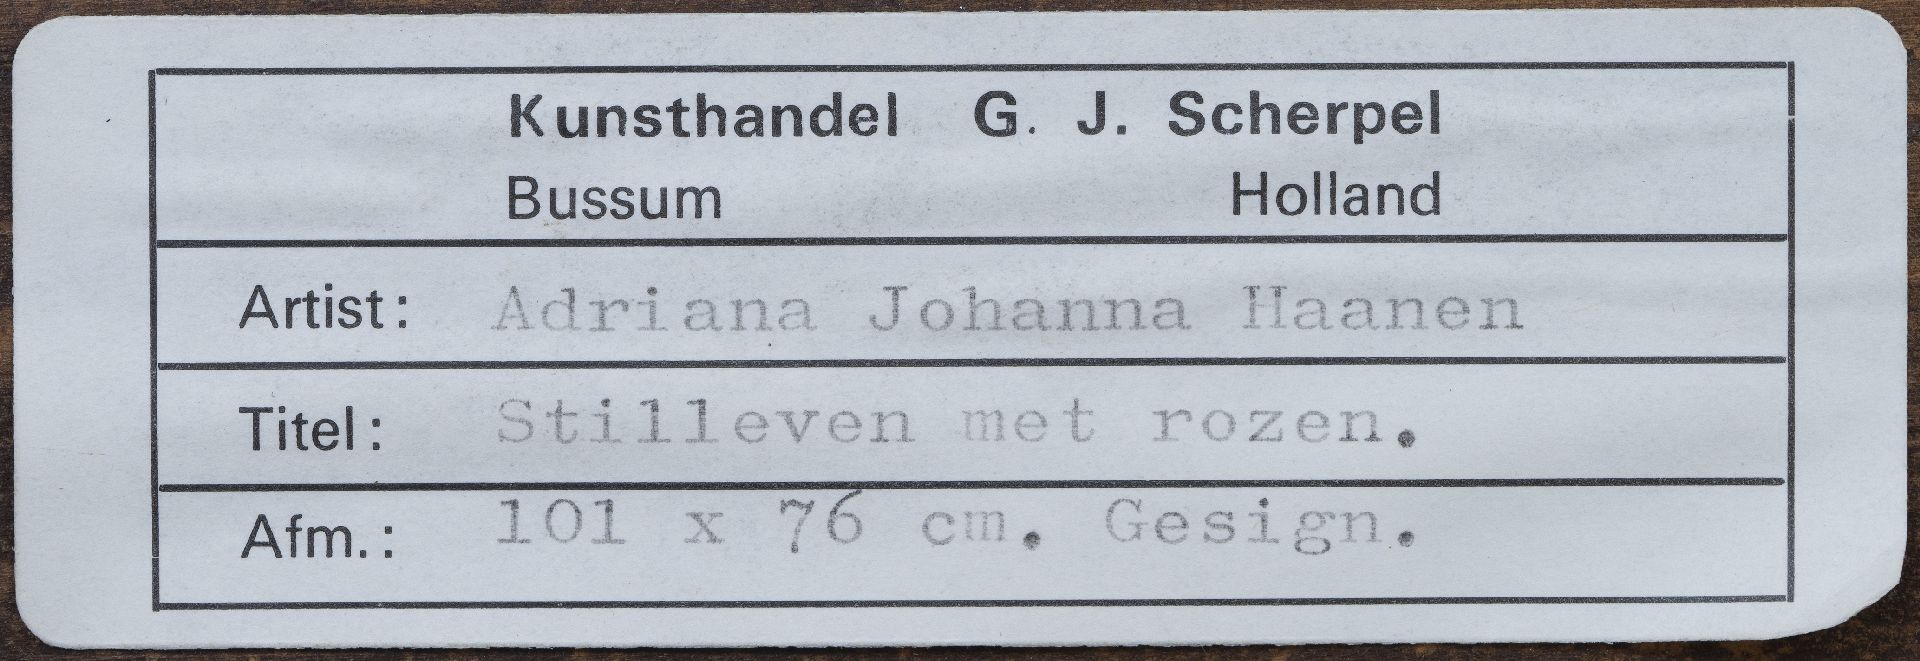 Kunsthandel G. J. Scherpel
Bussum Holland
Artist: Adriana Johanna Haanen
Titel: Stilleven met rozen.
Afm.: 101 x 76 cm. Gesign.